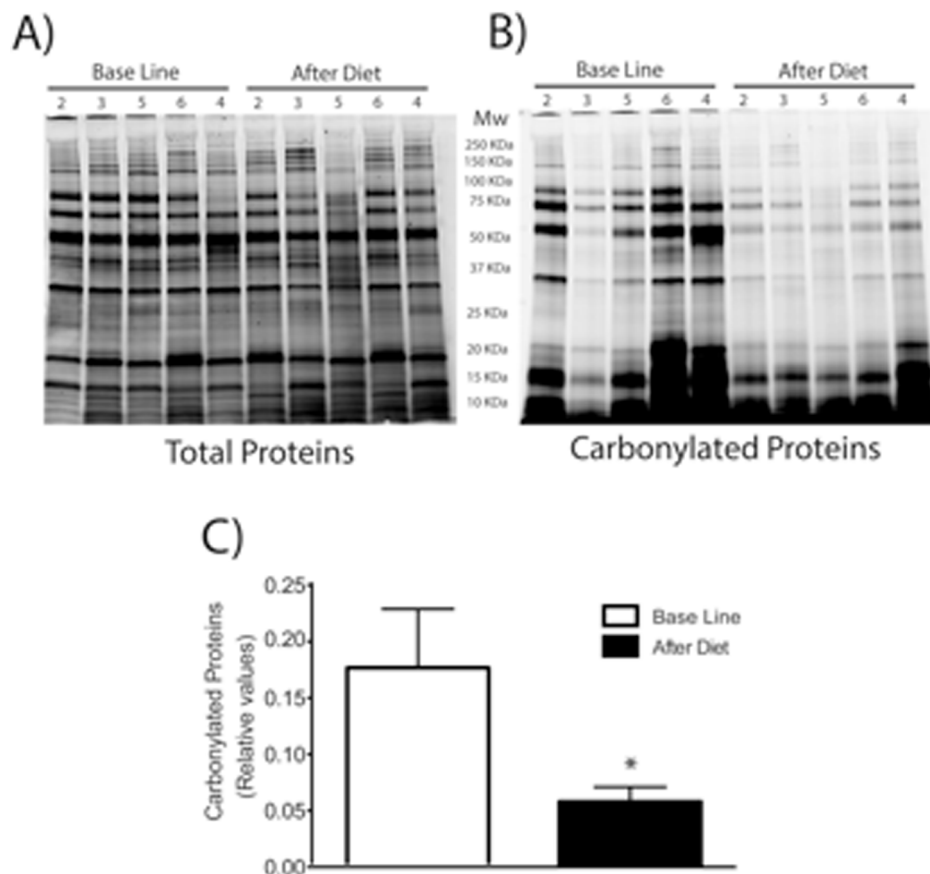 A)
Base Line After Diet
2 3 5 6 4 2 3 5 6 4
Total Proteins
B)
Base Line After Diet
2 3 5 6 4 2 3 5 6 4
Mw
250 KDa
150 KDa
100 KDa
75 KDa
50 KDa
37 KDa
25 KDa
20 KDa
15 KDa
10 KDa
Carbonylated Proteins
C)
Carbonylated Proteins
(Relative values)
0.25
0.20
0.15
0.10
0.05
0.00
*
Base Line
After Diet